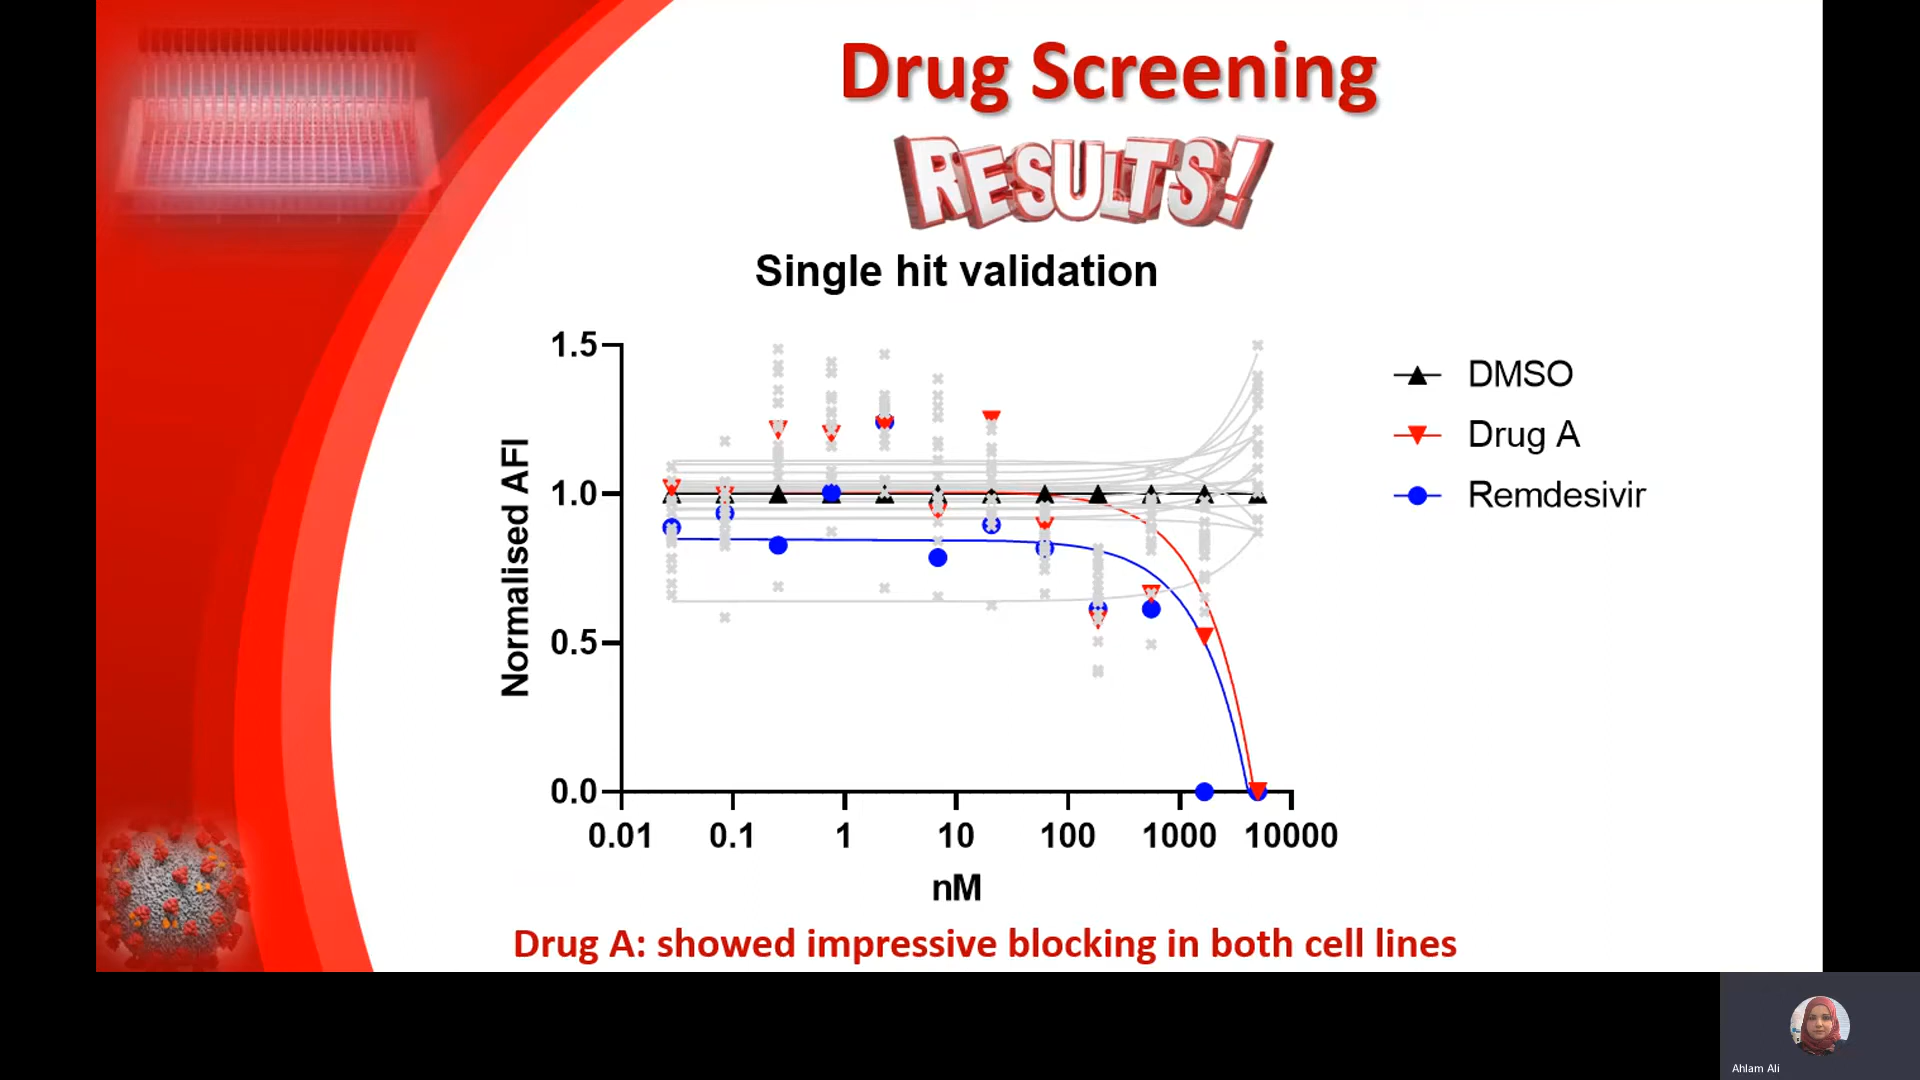 Drug Screening
RESULTS!
Single hit validation
1.5
1.0
0.5
0.0
Normalised AFI
0.01 0.1 1 10 100 1000 10000
nM
DMSO
Drug A
Remdesivir
Drug A: showed impressive blocking in both cell lines
Ahlam Ali